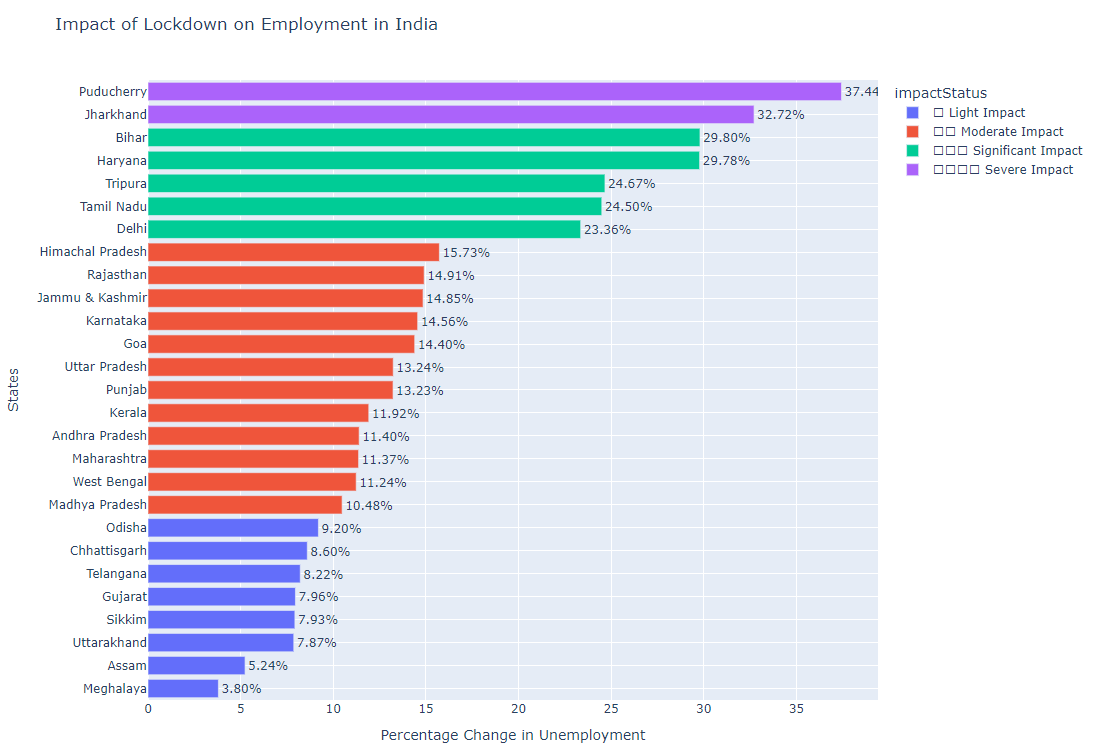 Impact of Lockdown on Employment in India
impactStatus
□ Light Impact
□□ Moderate Impact
□□□ Significant Impact
□□□□ Severe Impact
States
Puducherry 37.44
Jharkhand 32.72%
Bihar 29.80%
Haryana 29.78%
Tripura 24.67%
Tamil Nadu 24.50%
Delhi 23.36%
Himachal Pradesh 15.73%
Rajasthan 14.91%
Jammu & Kashmir 14.85%
Karnataka 14.56%
Goa 14.40%
Uttar Pradesh 13.24%
Punjab 13.23%
Kerala 11.92%
Andhra Pradesh 11.40%
Maharashtra 11.37%
West Bengal 11.24%
Madhya Pradesh 10.48%
Odisha 9.20%
Chhattisgarh 8.60%
Telangana 8.22%
Gujarat 7.96%
Sikkim 7.93%
Uttarakhand 7.87%
Assam 5.24%
Meghalaya 3.80%
0 5 10 15 20 25 30 35
Percentage Change in Unemployment